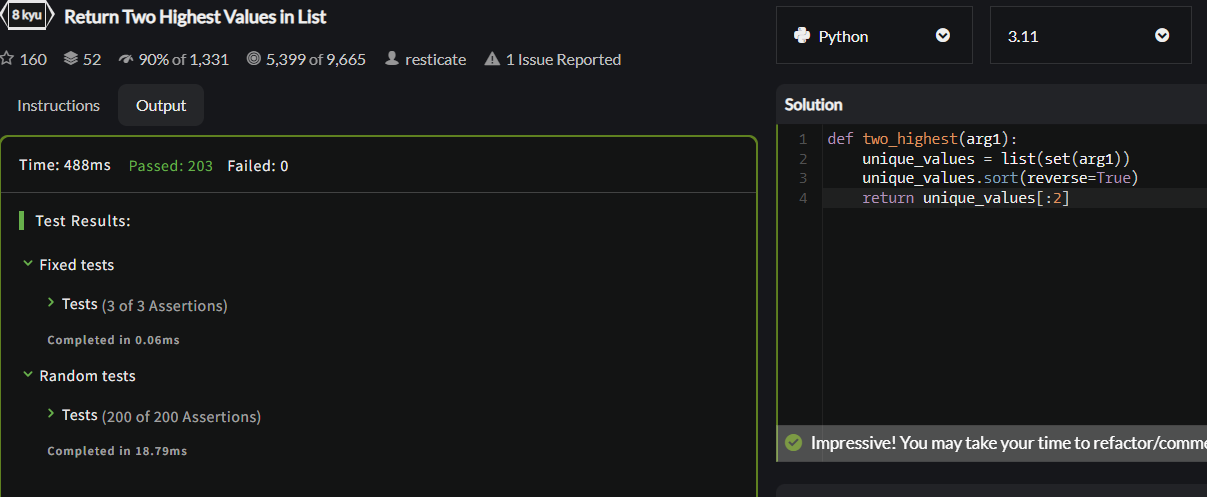 8 kyu Return Two Highest Values in List
160 52 90% of 1,331 5,399 of 9,665 resticate 1 Issue Reported
Instructions Output
Time: 488ms Passed: 203 Failed: 0
Test Results:
Fixed tests
Tests (3 of 3 Assertions)
Completed in 0.06ms
Random tests
Tests (200 of 200 Assertions)
Completed in 18.79ms
Python 3.11
Solution
1 def two_highest(arg1):
2 unique_values = list(set(arg1))
3 unique_values.sort(reverse=True)
4 return unique_values[:2]
Impressive! You may take your time to refactor/comme